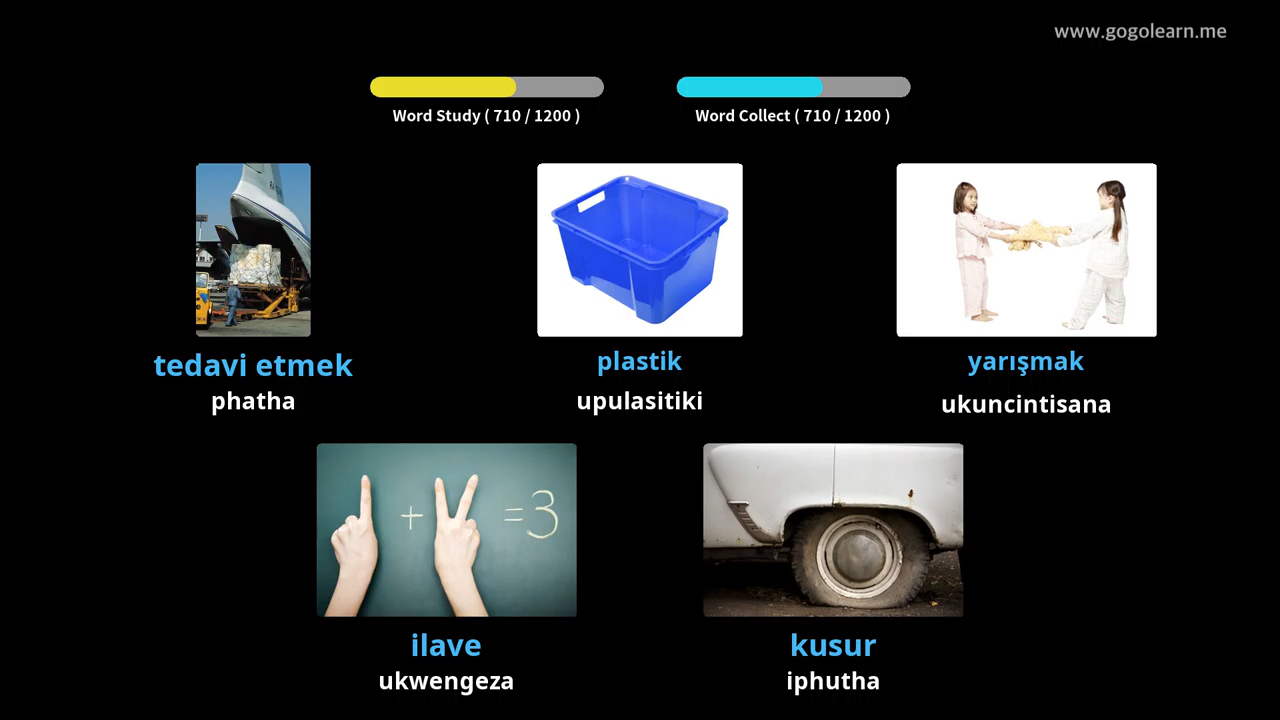 www.gogolearn.me
Word Study ( 710 / 1200 )
Word Collect ( 710 / 1200 )
tedavi etmek
phatha
plastik
upulasitiki
yarışmak
ukuncintisana
+ =3
ilave
ukwengeza
kusur
iphutha